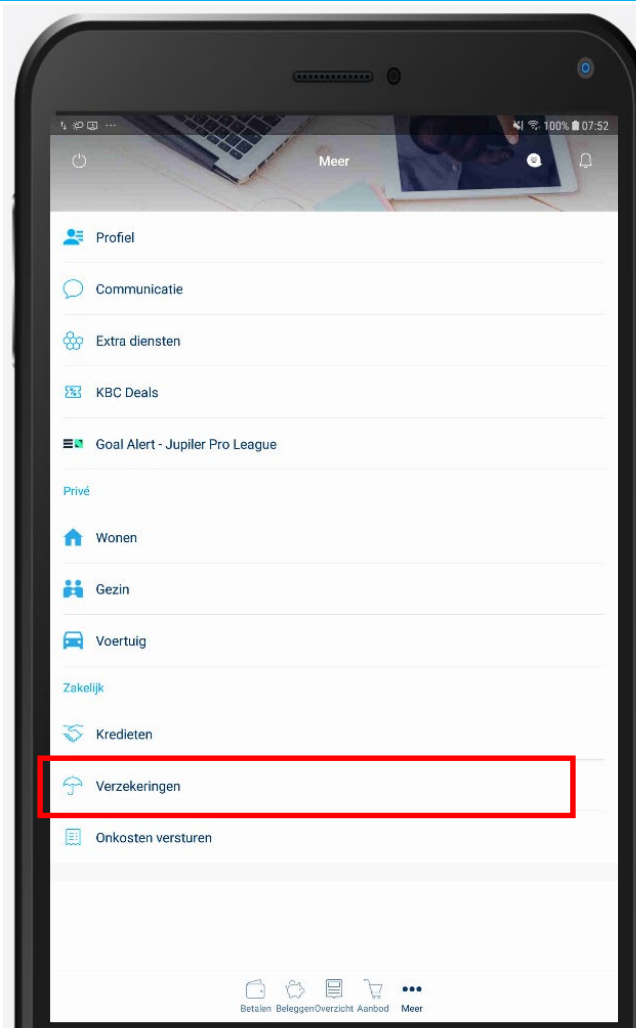 100% 07:52
Meer
Profiel
Communicatie
Extra diensten
KBC Deals
Goal Alert - Jupiler Pro League
Privé
Wonen
Gezin
Voertuig
Zakelijk
Kredieten
Verzekeringen
Onkosten versturen
Betalen Beleggen Overzicht Aanbod Meer